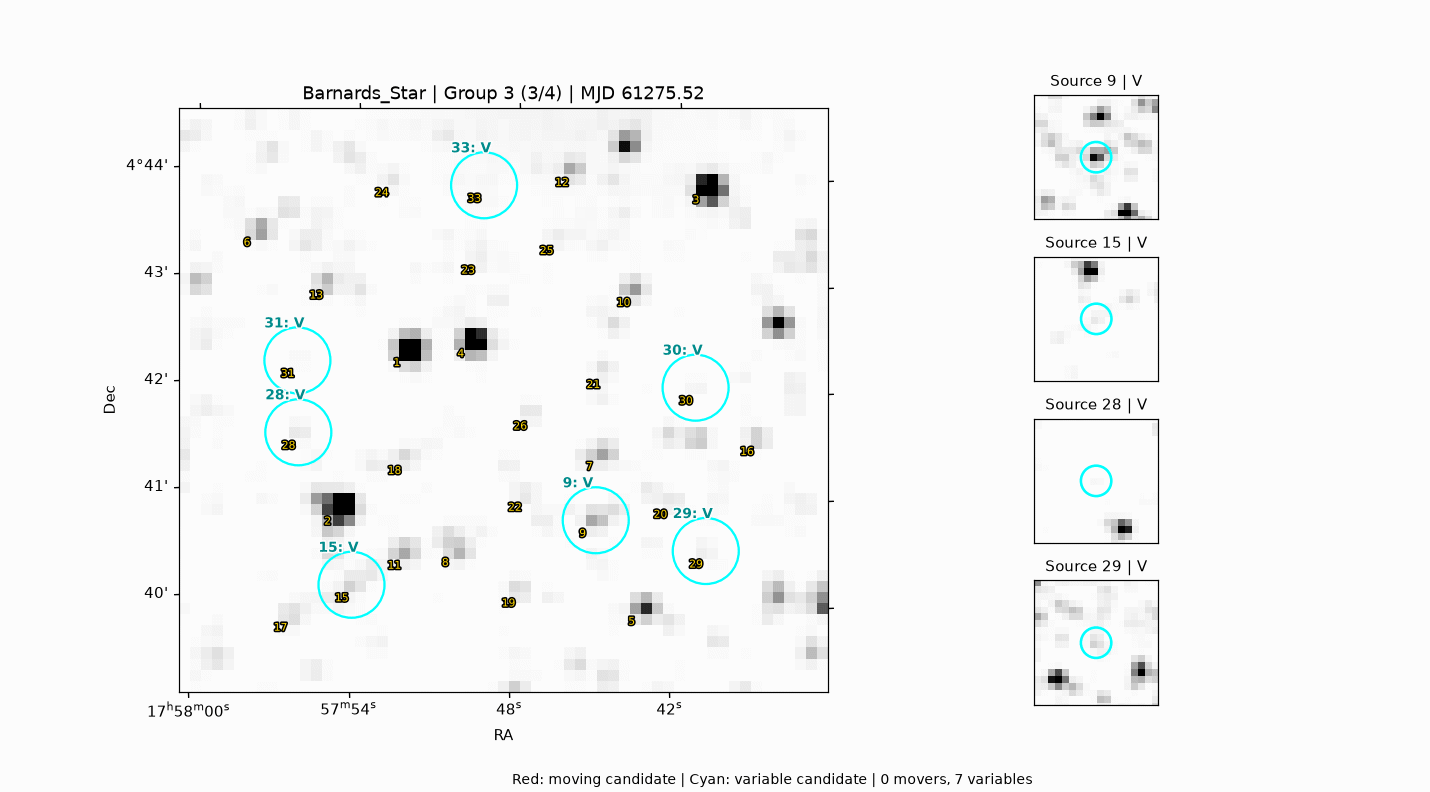 Barnards_Star | Group 3 (3/4) | MJD 61275.52
Source 9 | V
33: V
4°44'
12
24
33
3
6
25
43'
23
13
10
Source 15 | V
31: V
4
1
30: V
42'
31
21
28: V
30
26
Source 28 | V
28
16
7
18
41'
9: V
22
20
29: V
2
9
15: V
11
8
29
Source 29 | V
40'
15
19
5
17
Dec
17ʰ58ᵐ00ˢ
57ᵐ54ˢ
48ˢ
42ˢ
RA
Red: moving candidate | Cyan: variable candidate | 0 movers, 7 variables